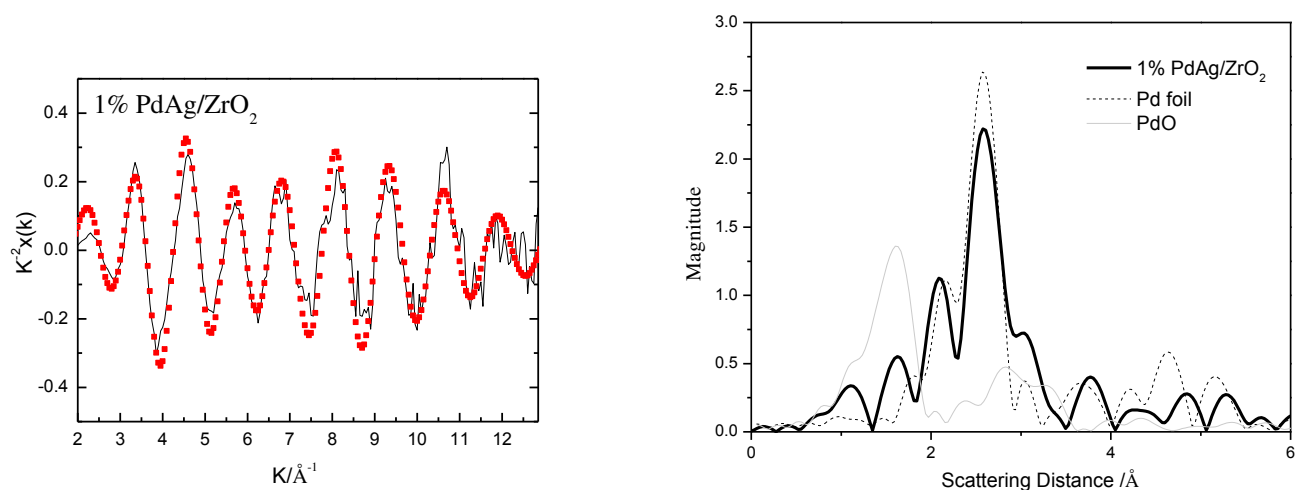 1% PdAg/ZrO₂
0.4
0.2
0.0
-0.2
-0.4
K⁻²x(k)
2 3 4 5 6 7 8 9 10 11 12
K/Å⁻¹
3.0
2.5
2.0
1.5
1.0
0.5
0.0
Magnitude
1% PdAg/ZrO₂
Pd foil
PdO
0 2 4 6
Scattering Distance /Å